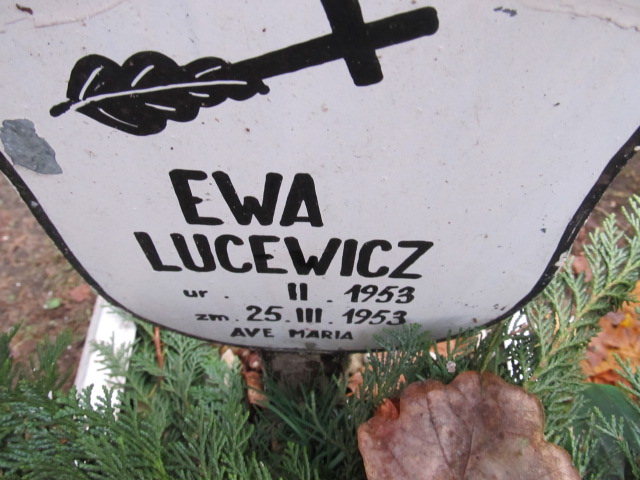 EWA
LUCEWICZ
ur. II. 1953
zm. 25. III. 1953
AVE MARIA